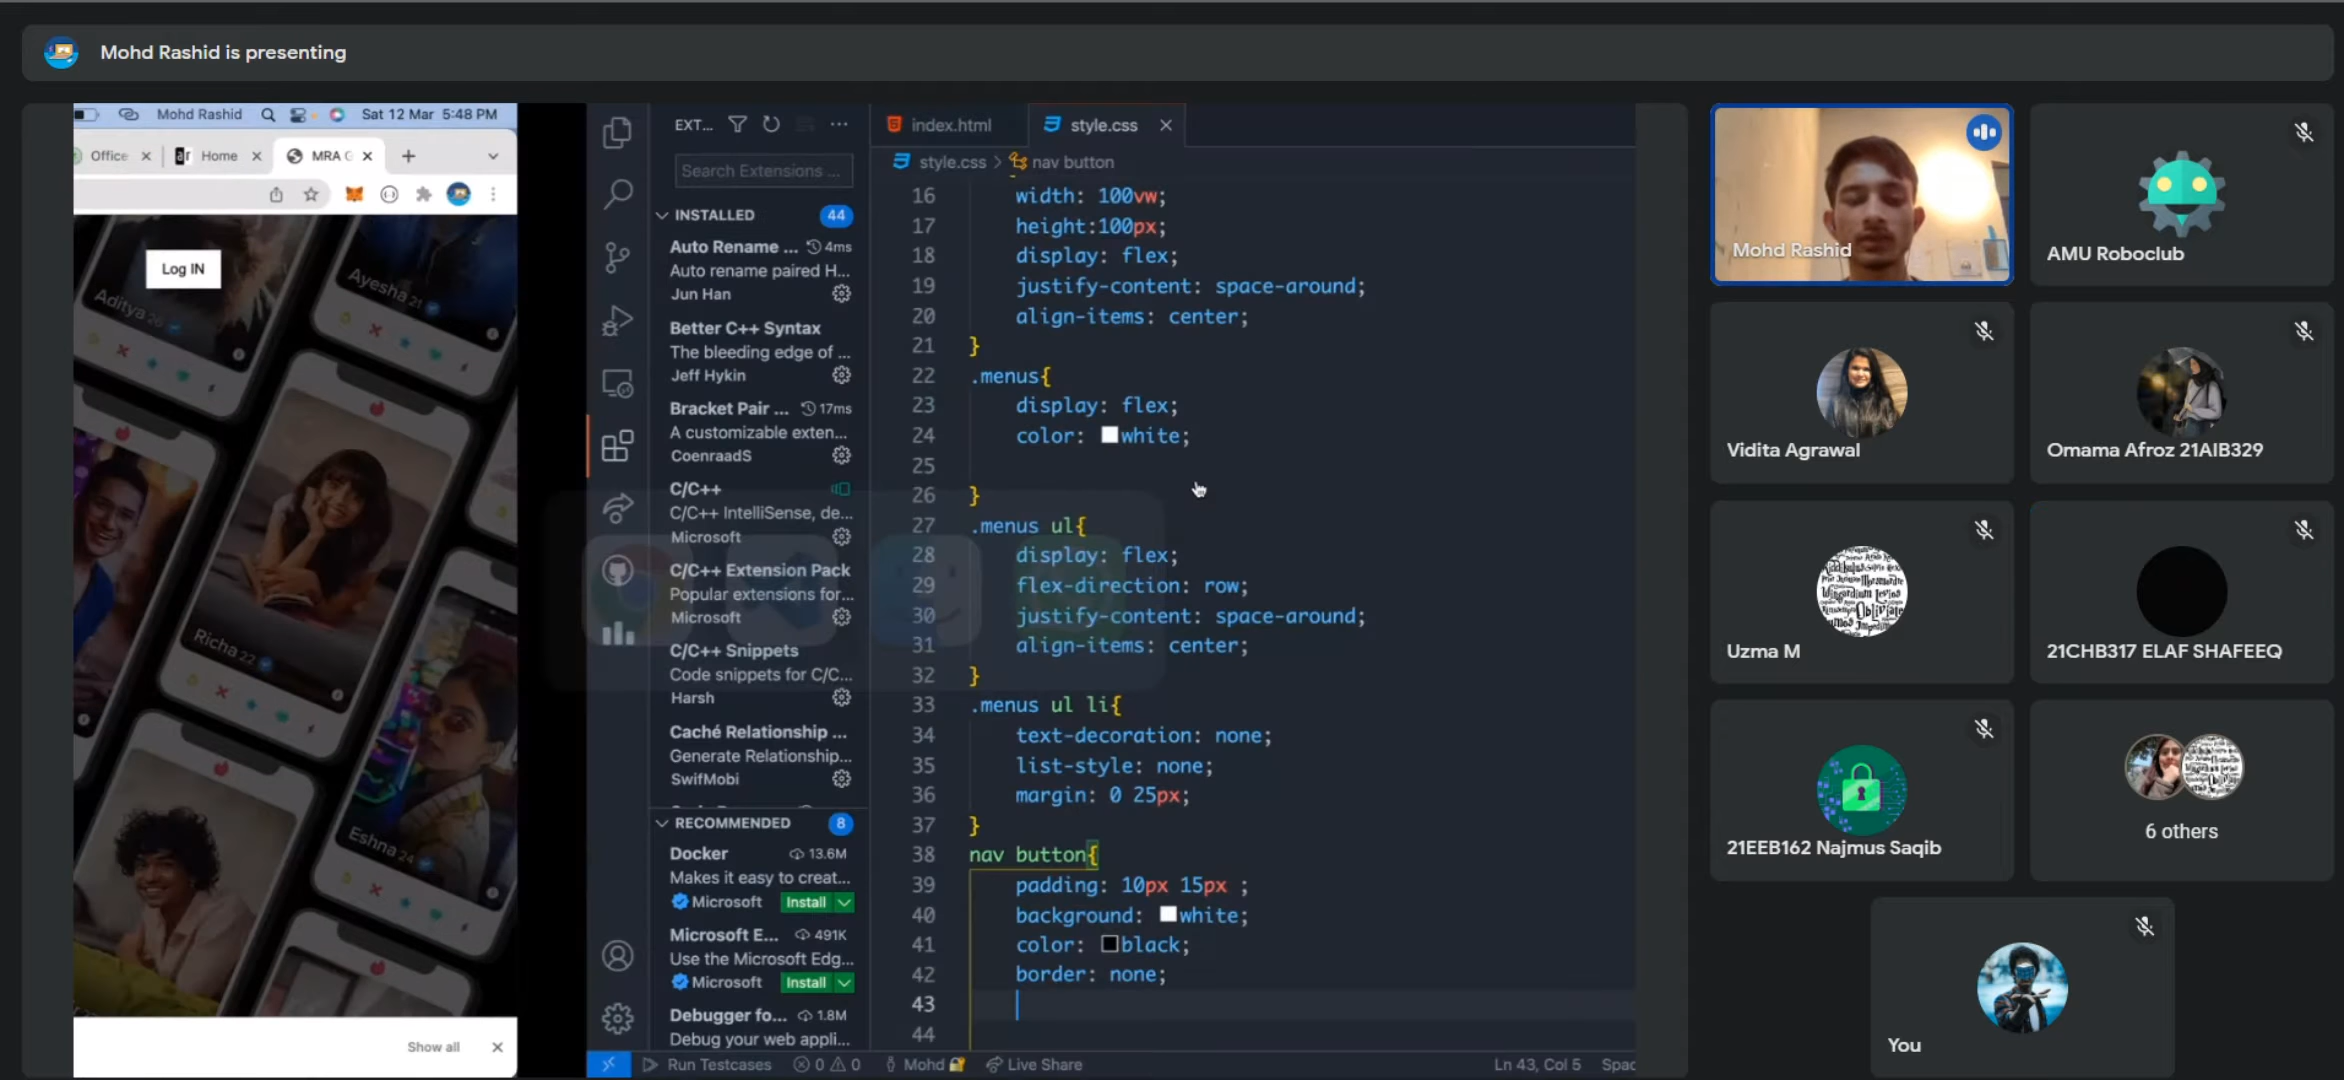 Mohd Rashid is presenting
Mohd Rashid
Sat 12 Mar 5:48 PM
Office
Home
MRA G
Log IN
Aditya 26
Ayesha 21
Richa 22
Eshna 24
Show all
EXT...
Search Extensions ...
INSTALLED
44
Auto Rename ... 4ms
Auto rename paired H...
Jun Han
Better C++ Syntax
The bleeding edge of ...
Jeff Hykin
Bracket Pair ... 17ms
A customizable exten...
CoenraadS
C/C++
C/C++ IntelliSense, de...
Microsoft
C/C++ Extension Pack
Popular extensions for...
Microsoft
C/C++ Snippets
Code snippets for C/C...
Harsh
Caché Relationship ...
Generate Relationship...
SwifMobi
RECOMMENDED
8
Docker 13.6M
Makes it easy to creat...
Microsoft Install
Microsoft E... 491K
Use the Microsoft Edg...
Microsoft Install
Debugger fo... 1.8M
Debug your web appli...
index.html
style.css
style.css > nav button
16 width: 100vw;
17 height:100px;
18 display: flex;
19 justify-content: space-around;
20 align-items: center;
21 }
22 .menus{
23 display: flex;
24 color: white;
25
26 }
27 .menus ul{
28 display: flex;
29 flex-direction: row;
30 justify-content: space-around;
31 align-items: center;
32 }
33 .menus ul li{
34 text-decoration: none;
35 list-style: none;
36 margin: 0 25px;
37 }
38 nav button{
39 padding: 10px 15px ;
40 background: white;
41 color: black;
42 border: none;
43
44
Run Testcases
0 0
Mohd
Live Share
Ln 43, Col 5
Spac
Mohd Rashid
AMU Roboclub
Vidita Agrawal
Omama Afroz 21AIB329
Uzma M
21CHB317 ELAF SHAFEEQ
21EEB162 Najmus Saqib
6 others
You